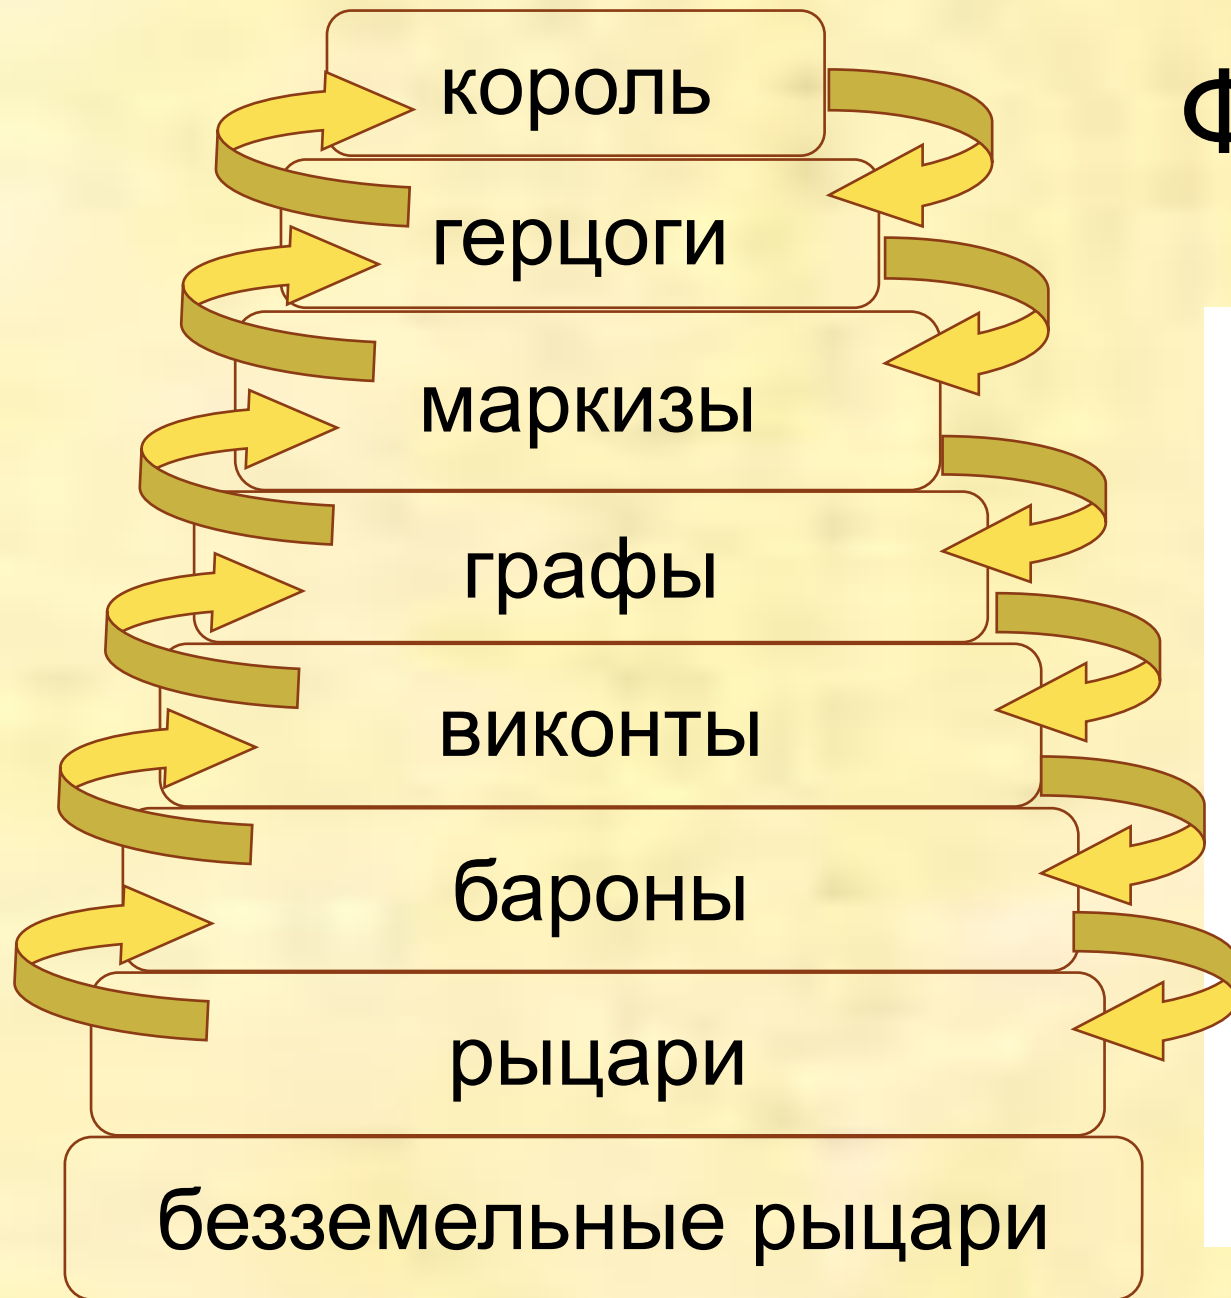 король
герцоги
маркизы
графы
виконты
бароны
рыцари
безземельные рыцари